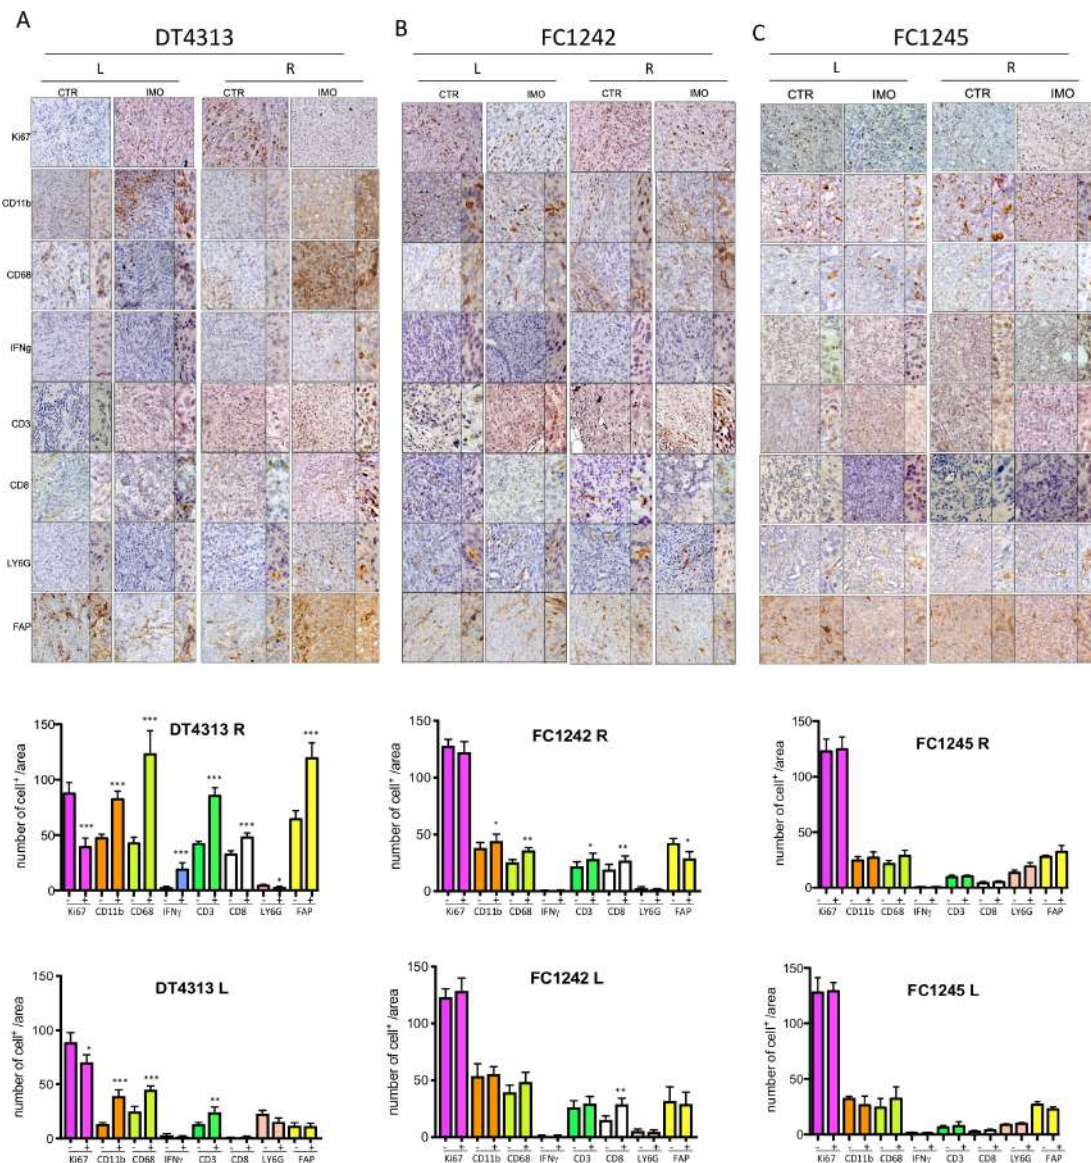 A
DT4313
L R
CTR IMO CTR IMO
B
FC1242
L R
CTR IMO CTR IMO
C
FC1245
L R
CTR IMO CTR IMO
Ki67
CD11b
CD68
IFNg
CD3
CD8
LY6G
FAP
DT4313 R
number of cell⁺ /area
150
100
50
0
*** *** *** *** *** *** * ***
- + - + - + - + - + - + - + - +
Ki67 CD11b CD68 IFNγ CD3 CD8 LY6G FAP
FC1242 R
number of cell⁺ /area
150
100
50
0
* ** * ** *
- + - + - + - + - + - + - + - +
Ki67 CD11b CD68 IFNγ CD3 CD8 LY6G FAP
FC1245 R
number of cell⁺ /area
150
100
50
0
- + - + - + - + - + - + - + - +
Ki67 CD11b CD68 IFNγ CD3 CD8 LY6G FAP
DT4313 L
number of cell⁺ /area
150
100
50
0
* *** *** **
- + - + - + - + - + - + - + - +
Ki67 CD11b CD68 IFNγ CD3 CD8 LY6G FAP
FC1242 L
number of cell⁺ /area
150
100
50
0
**
- + - + - + - + - + - + - + - +
Ki67 CD11b CD68 IFNγ CD3 CD8 LY6G FAP
FC1245 L
number of cell⁺ /area
150
100
50
0
- + - + - + - + - + - + - + - +
Ki67 CD11b CD68 IFNγ CD3 CD8 LY6G FAP